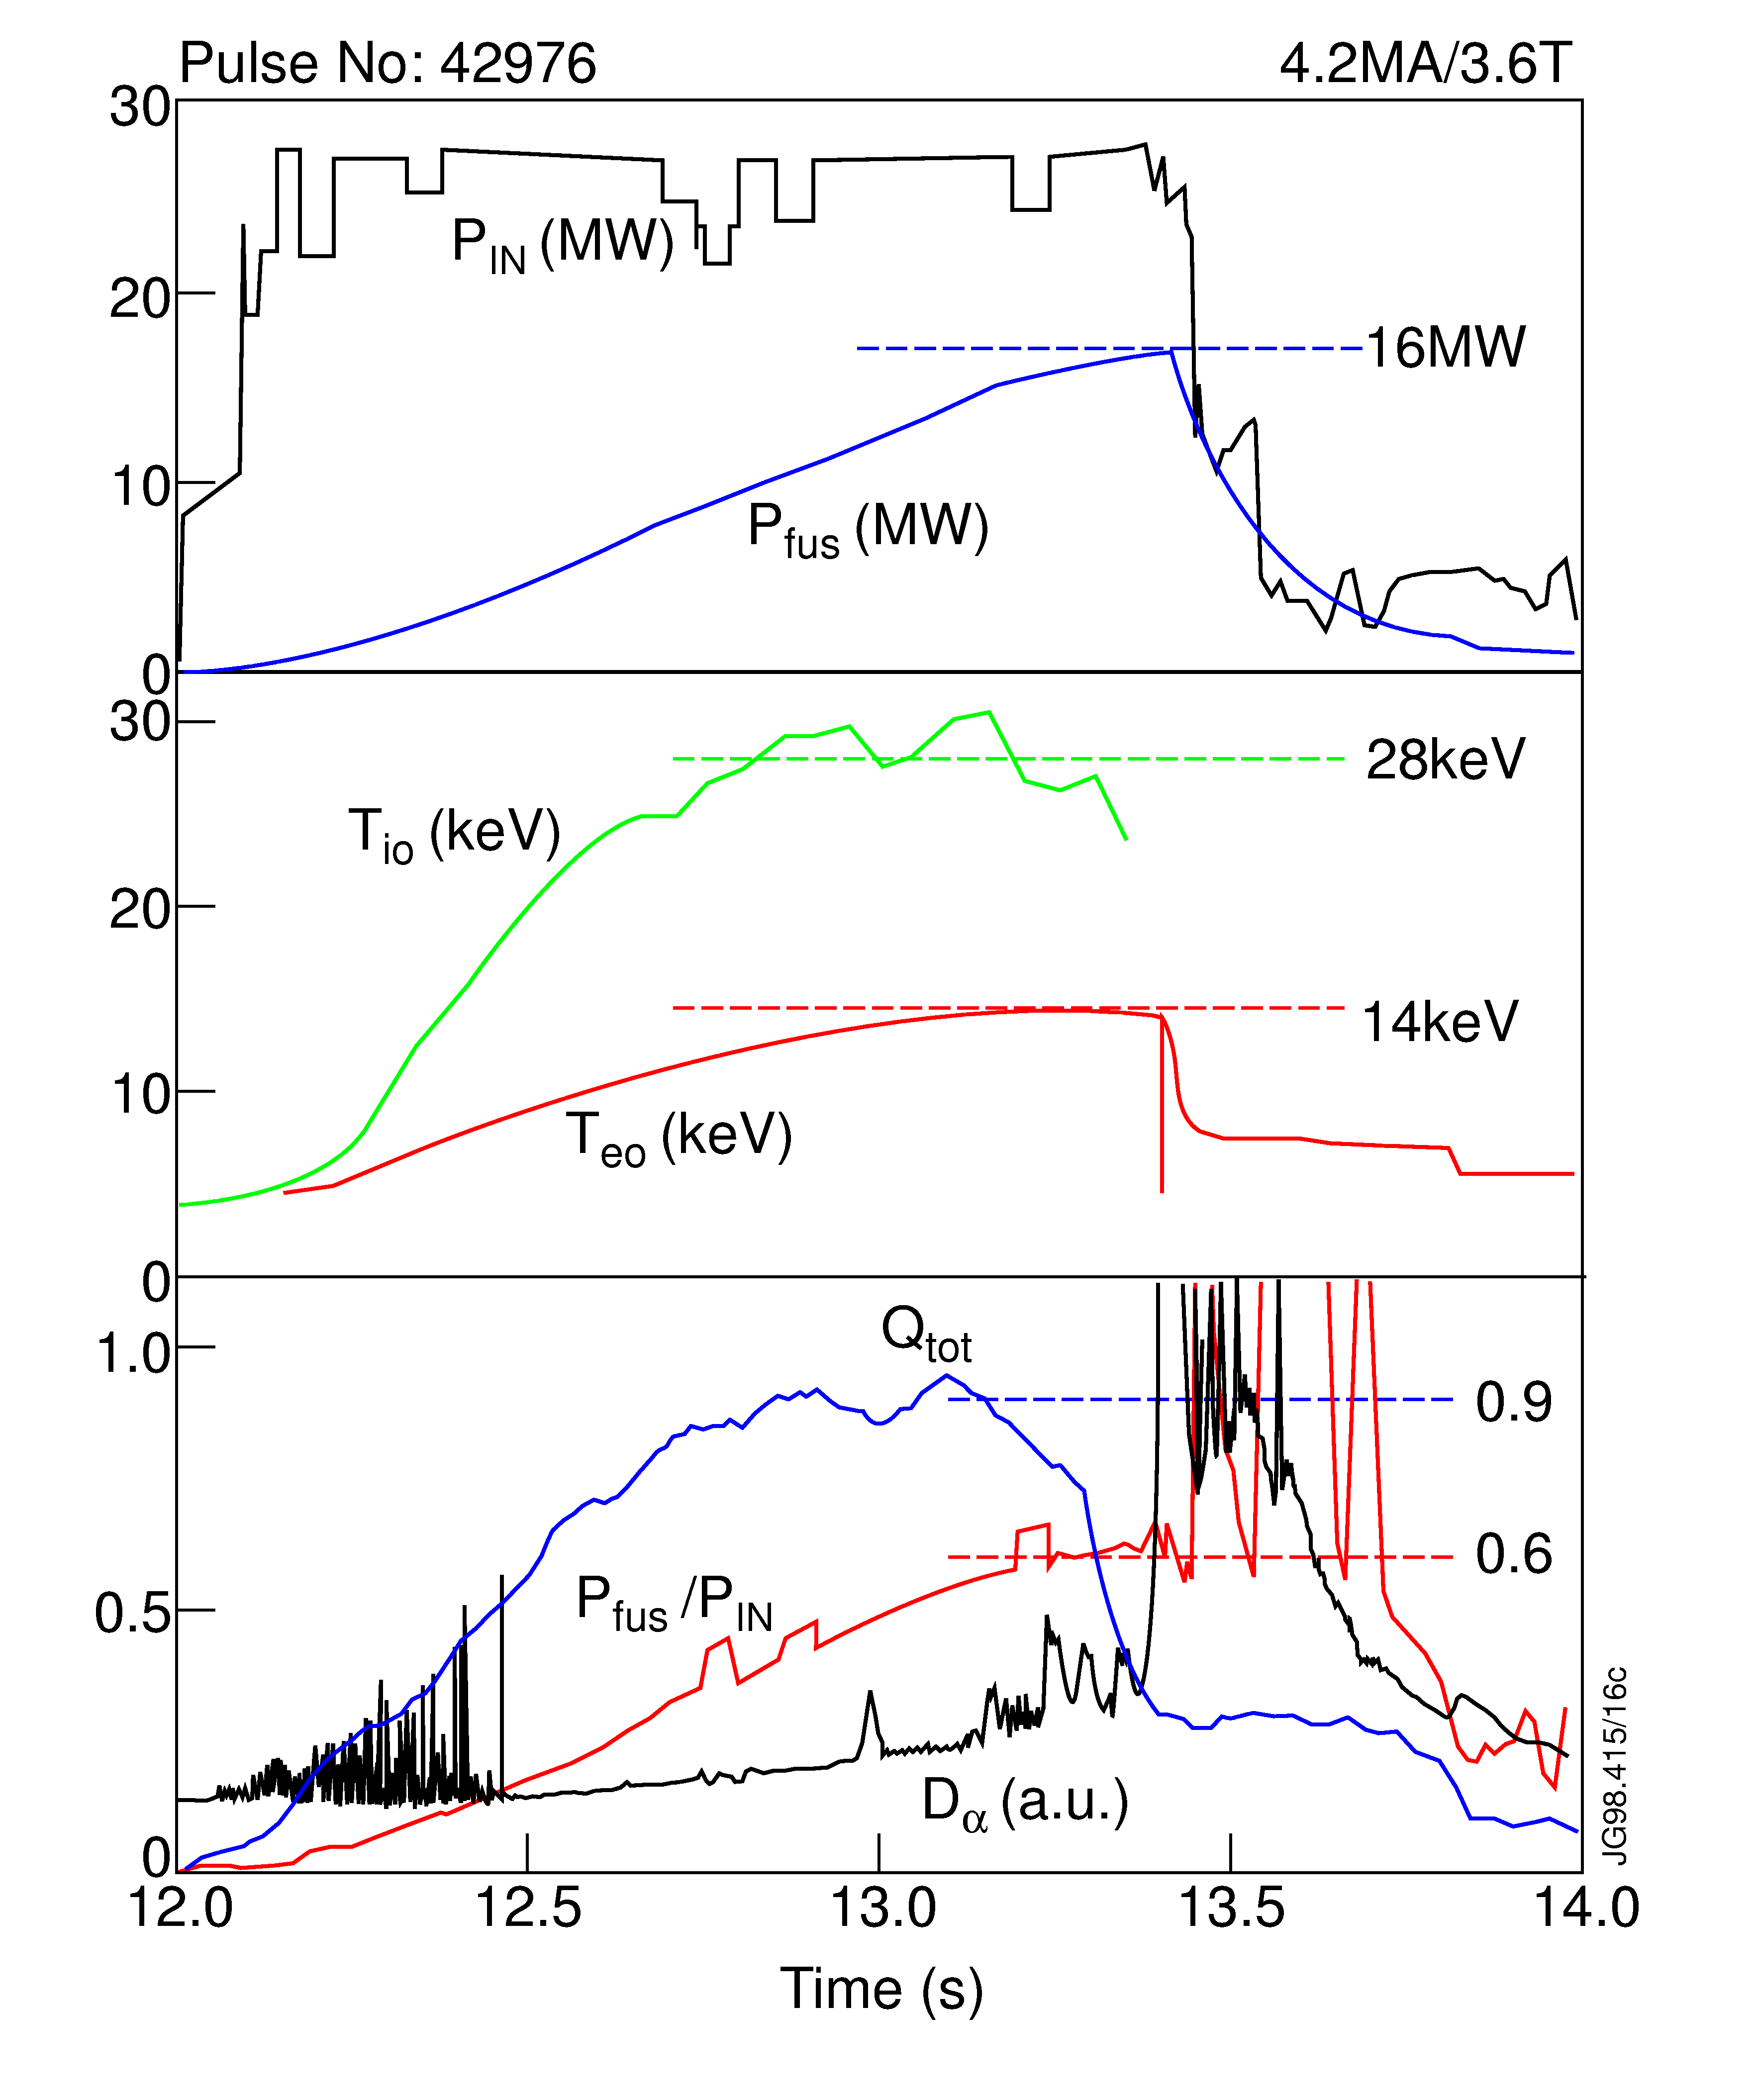 Pulse No: 42976 4.2MA/3.6T
30
P_IN (MW)
20
16MW
10
P_fus (MW)
0
30
28keV
T_io (keV)
20
14keV
10
T_eo (keV)
0
Q_tot
1.0
0.9
0.6
P_fus /P_IN
0.5
D_α (a.u.)
0
12.0 12.5 13.0 13.5 14.0
Time (s)
JG98.415/16c